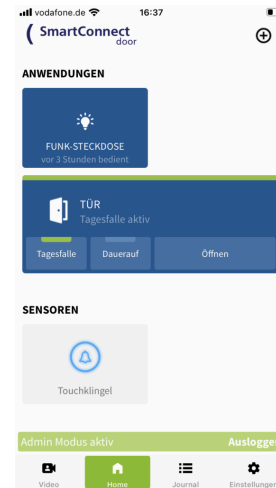 vodafone.de 16:37
SmartConnect
door
ANWENDUNGEN
FUNK-STECKDOSE
vor 3 Stunden bedient
TÜR
Tagesfalle aktiv
Tagesfalle Dauerauf Öffnen
SENSOREN
Touchklingel
Admin Modus aktiv Ausloggen
Video Home Journal Einstellungen